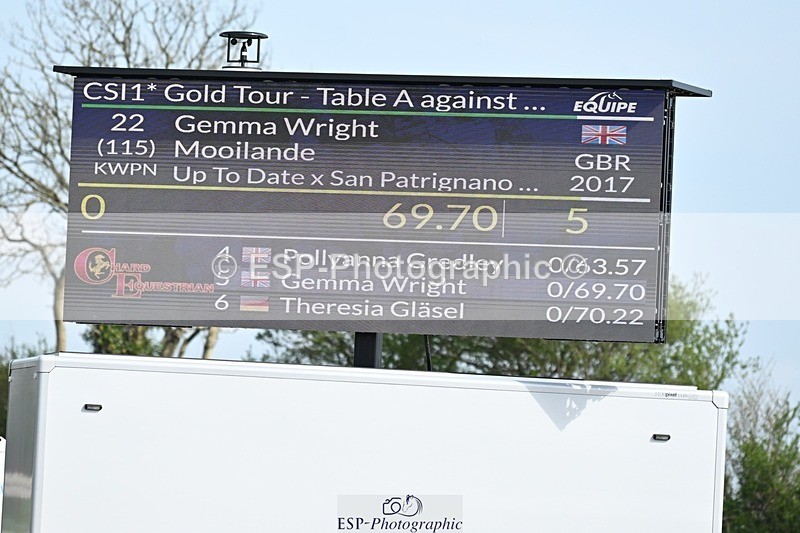 CSI1* Gold Tour - Table A against ...
EQUIPE
22 Gemma Wright
(115) Mooilande GBR
KWPN Up To Date x San Patrignano ... 2017
0 69.70 5
4 Pollyanna Gredley 0/63.57
© ESP-Photographic ©
5 Gemma Wright 0/69.70
6 Theresia Gläsel 0/70.22
CHARD
EQUESTRIAN
ESP-Photographic